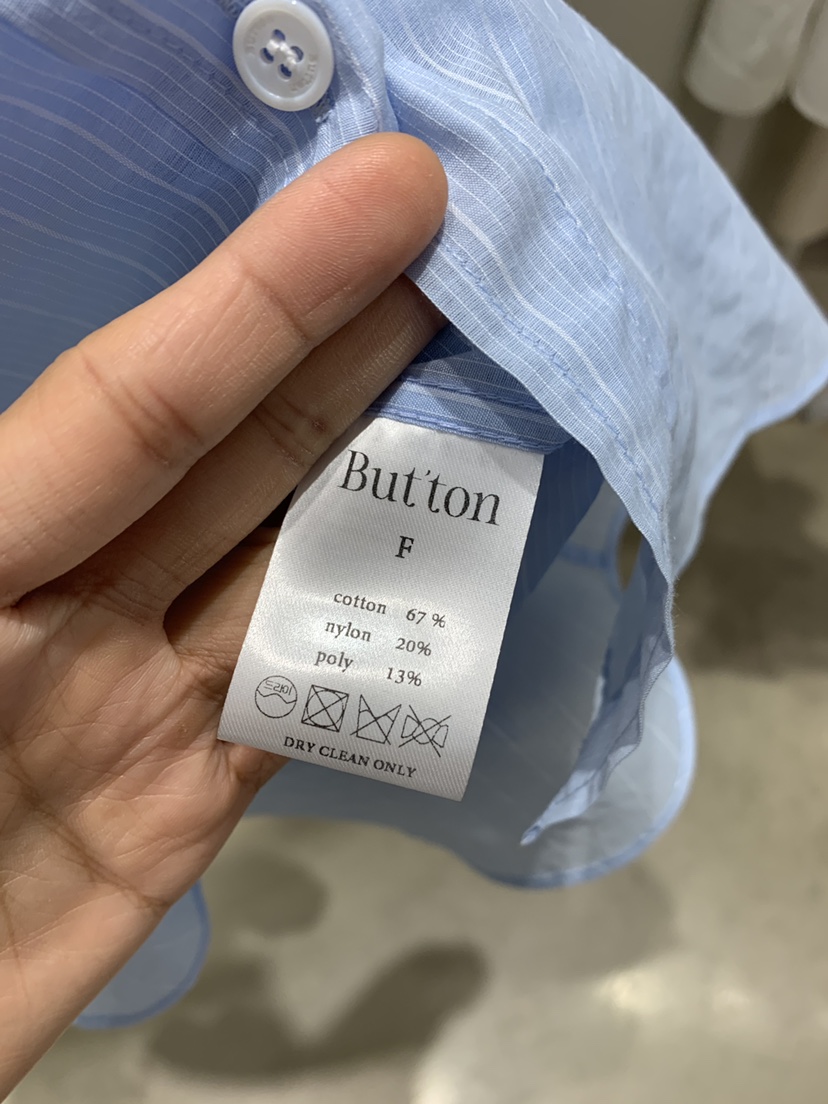 But'ton
F
cotton 67 %
nylon 20%
poly 13%
드라이
DRY CLEAN ONLY